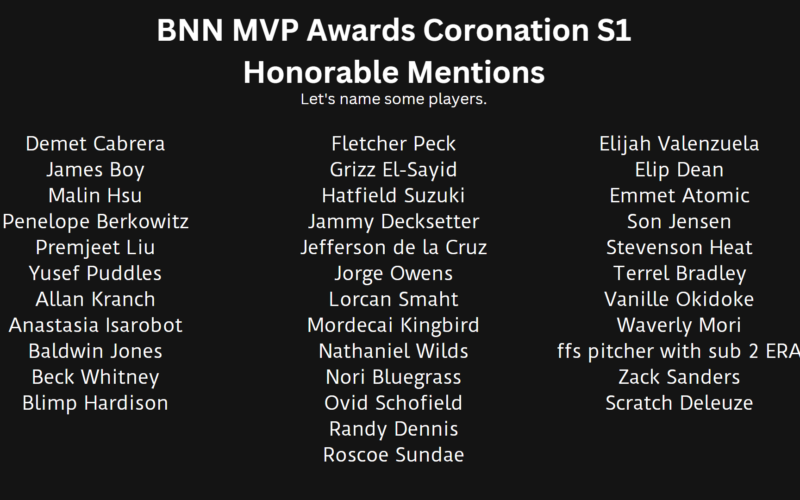 BNN MVP Awards Coronation S1
Honorable Mentions
Let's name some players.
Demet Cabrera
James Boy
Malin Hsu
Penelope Berkowitz
Premjeet Liu
Yusef Puddles
Allan Kranch
Anastasia Isarobot
Baldwin Jones
Beck Whitney
Blimp Hardison
Fletcher Peck
Grizz El-Sayid
Hatfield Suzuki
Jammy Decksetter
Jefferson de la Cruz
Jorge Owens
Lorcan Smaht
Mordecai Kingbird
Nathaniel Wilds
Nori Bluegrass
Ovid Schofield
Randy Dennis
Roscoe Sundae
Elijah Valenzuela
Elip Dean
Emmet Atomic
Son Jensen
Stevenson Heat
Terrel Bradley
Vanille Okidoke
Waverly Mori
ffs pitcher with sub 2 ERA
Zack Sanders
Scratch Deleuze